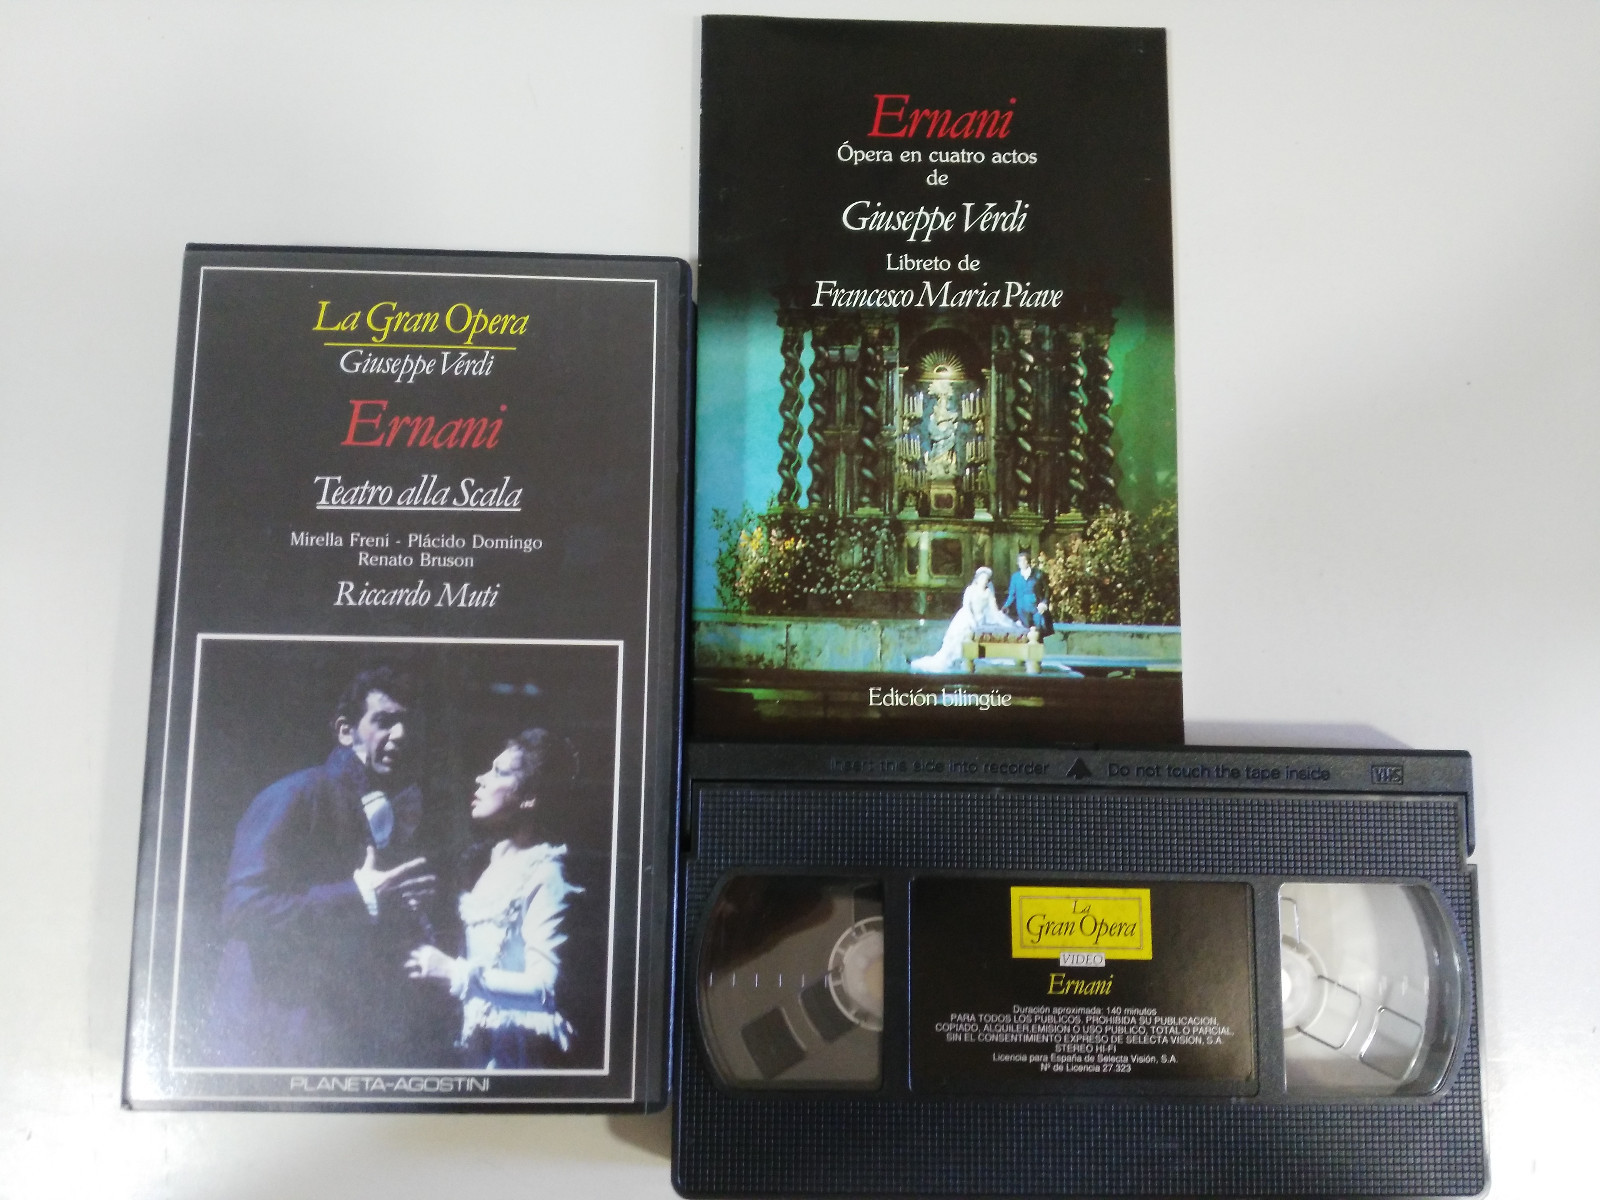 La Gran Opera
Giuseppe Verdi
Ernani
Teatro alla Scala
Mirella Freni - Plácido Domingo
Renato Bruson
Riccardo Muti
PLANETA-AGOSTINI
Ernani
Ópera en cuatro actos
de
Giuseppe Verdi
Libreto de
Francesco Maria Piave
Edición bilingüe
Insert this side into recorder
Do not touch the tape inside
VHS
La
Gran Opera
VIDEO
Ernani
Duración aproximada: 140 minutos
PARA TODOS LOS PUBLICOS. PROHIBIDA SU PUBLICACION,
COPIADO, ALQUILER,EMISION O USO PUBLICO, TOTAL O PARCIAL,
SIN EL CONSENTIMIENTO EXPRESO DE SELECTA VISION, S.A.
STEREO HI-FI
Licencia para España de Selecta Visión, S.A.
Nº de Licencia 27.323